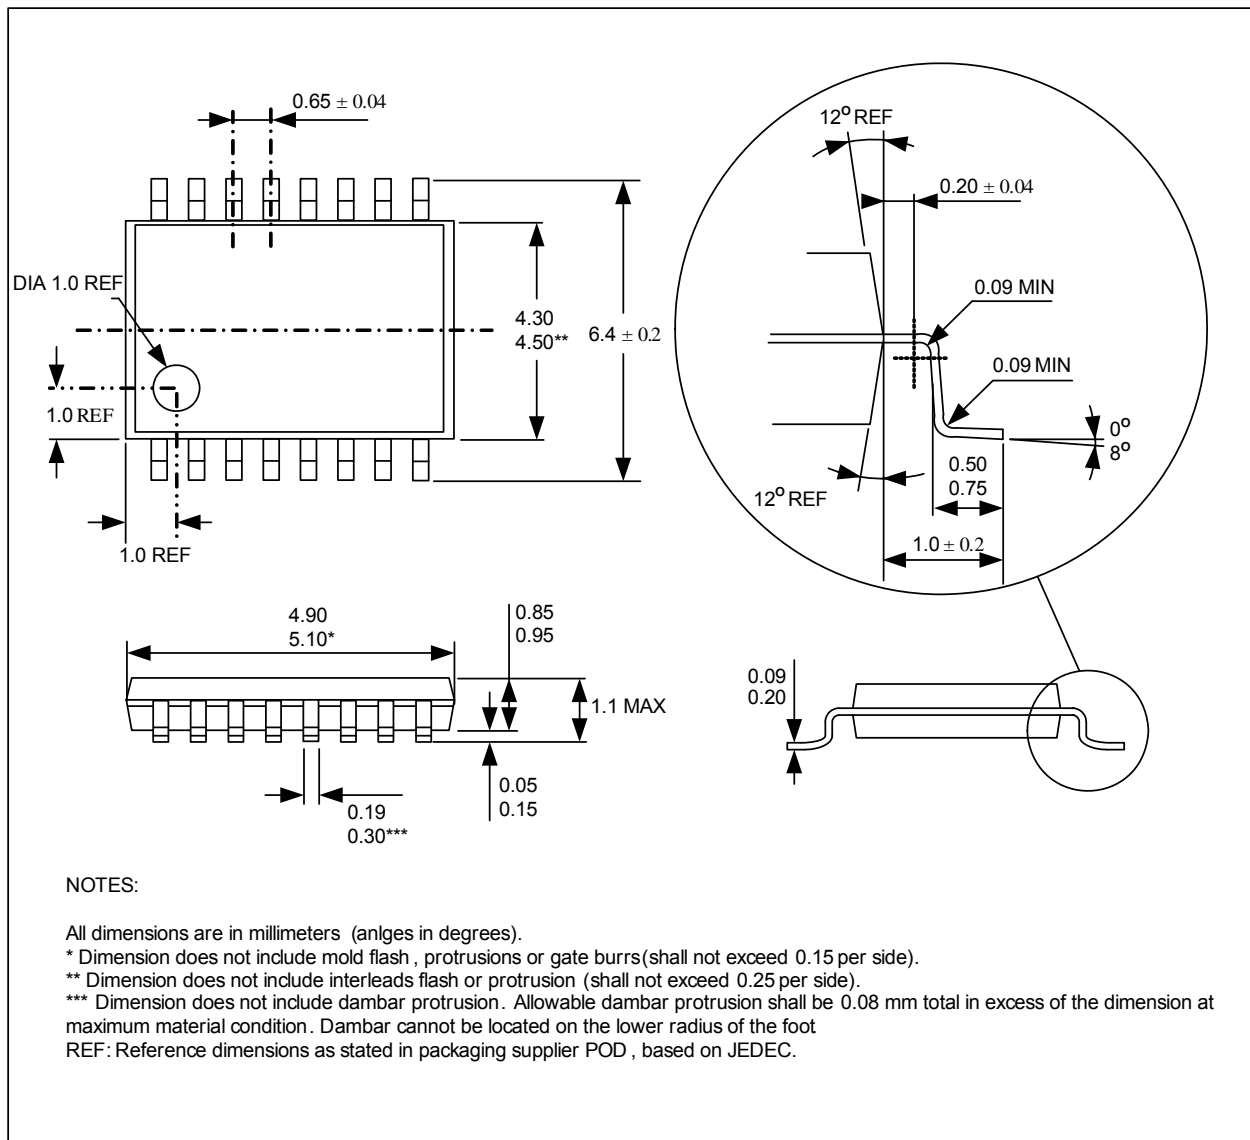 0.65 ± 0.04
DIA 1.0 REF
4.30
4.50**
6.4 ± 0.2
1.0 REF
1.0 REF
12° REF
0.20 ± 0.04
0.09 MIN
0.09 MIN
0°
8°
0.50
0.75
12° REF
1.0 ± 0.2
4.90
5.10*
0.85
0.95
1.1 MAX
0.05
0.15
0.19
0.30***
0.09
0.20
NOTES:
All dimensions are in millimeters (anlges in degrees).
* Dimension does not include mold flash, protrusions or gate burrs (shall not exceed 0.15 per side).
** Dimension does not include interleads flash or protrusion (shall not exceed 0.25 per side).
*** Dimension does not include dambar protrusion. Allowable dambar protrusion shall be 0.08 mm total in excess of the dimension at
maximum material condition. Dambar cannot be located on the lower radius of the foot
REF: Reference dimensions as stated in packaging supplier POD, based on JEDEC.